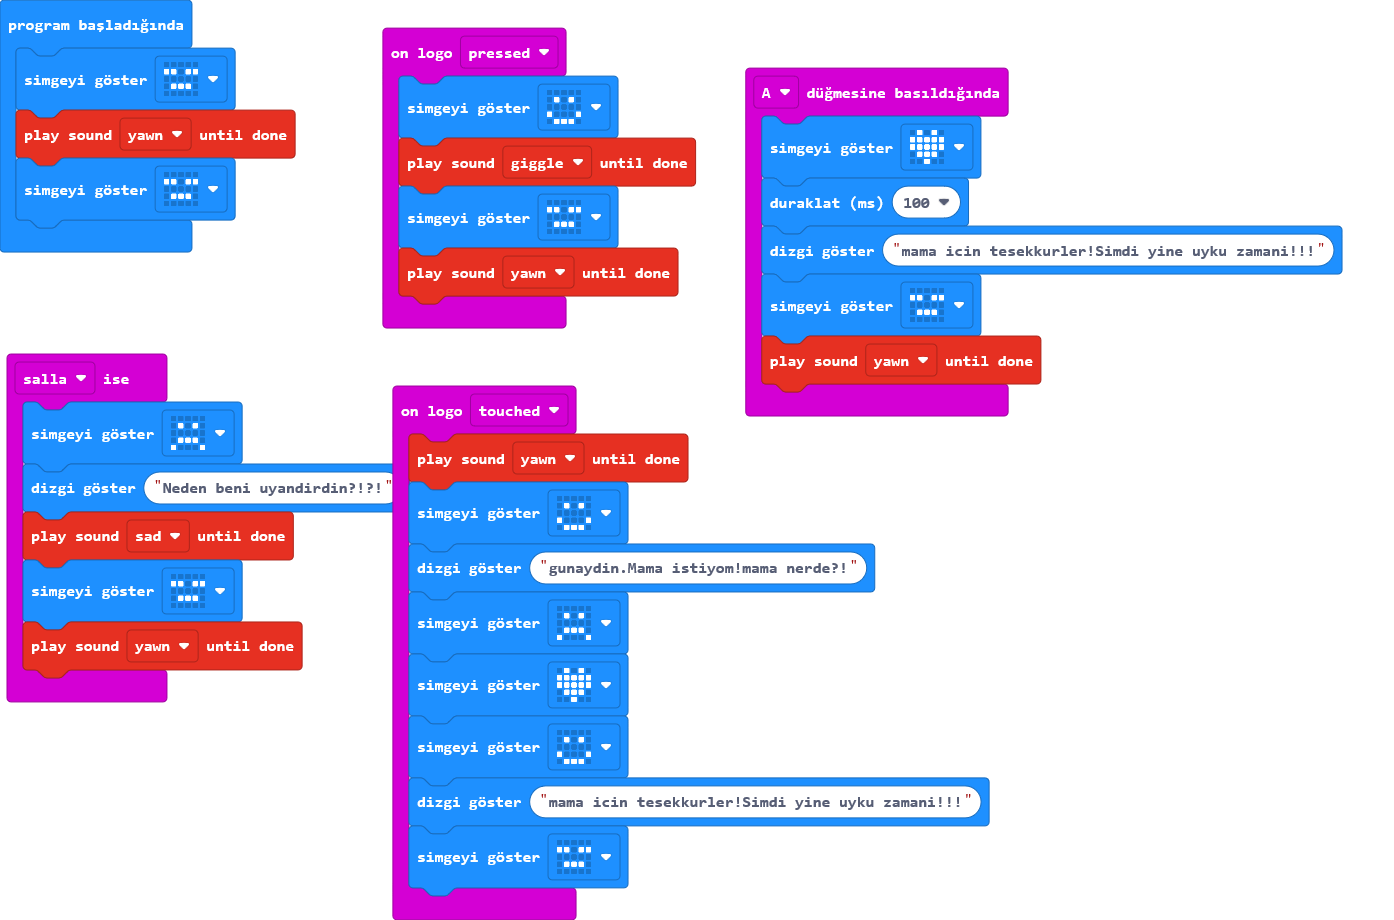 program başladığında
simgeyi göster
play sound yawn until done
simgeyi göster
on logo pressed
simgeyi göster
play sound giggle until done
simgeyi göster
play sound yawn until done
A düğmesine basıldığında
simgeyi göster
duraklat (ms) 100
dizgi göster "mama icin tesekkurler!Simdi yine uyku zamani!!!"
simgeyi göster
play sound yawn until done
salla ise
simgeyi göster
dizgi göster "Neden beni uyandirdin?!?!"
play sound sad until done
simgeyi göster
play sound yawn until done
on logo touched
play sound yawn until done
simgeyi göster
dizgi göster "gunaydin.Mama istiyom!mama nerde?!"
simgeyi göster
simgeyi göster
simgeyi göster
dizgi göster "mama icin tesekkurler!Simdi yine uyku zamani!!!"
simgeyi göster